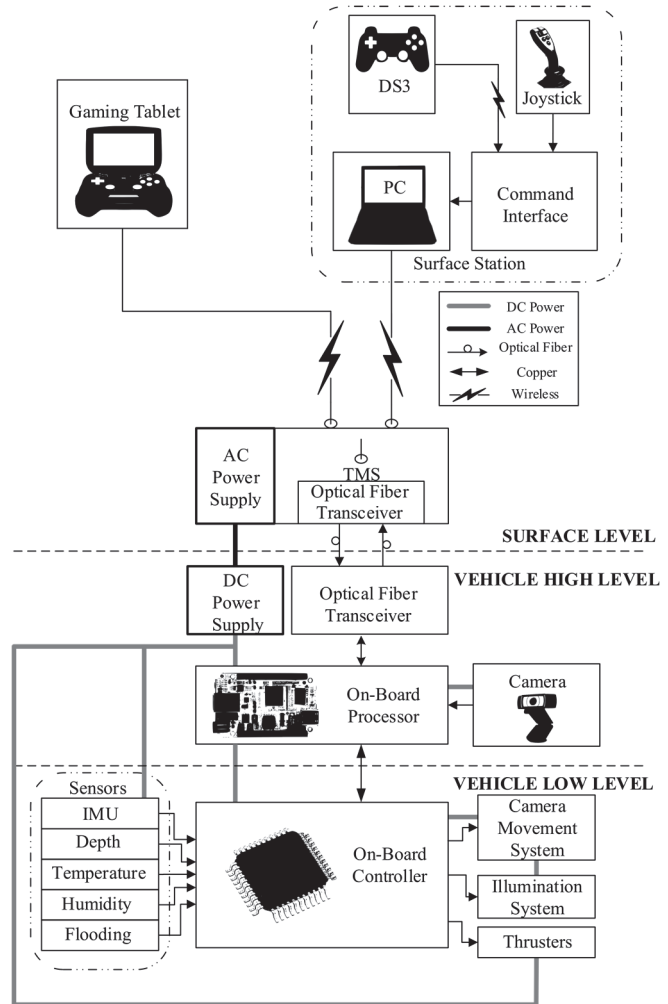 DS3
Joystick
Gaming Tablet
PC
Command
Interface
Surface Station
DC Power
AC Power
Optical Fiber
Copper
Wireless
AC
Power
Supply
TMS
Optical Fiber
Transceiver
SURFACE LEVEL
VEHICLE HIGH LEVEL
DC
Power
Supply
Optical Fiber
Transceiver
On-Board
Processor
Camera
VEHICLE LOW LEVEL
Sensors
IMU
Depth
Temperature
Humidity
Flooding
On-Board
Controller
Camera
Movement
System
Illumination
System
Thrusters